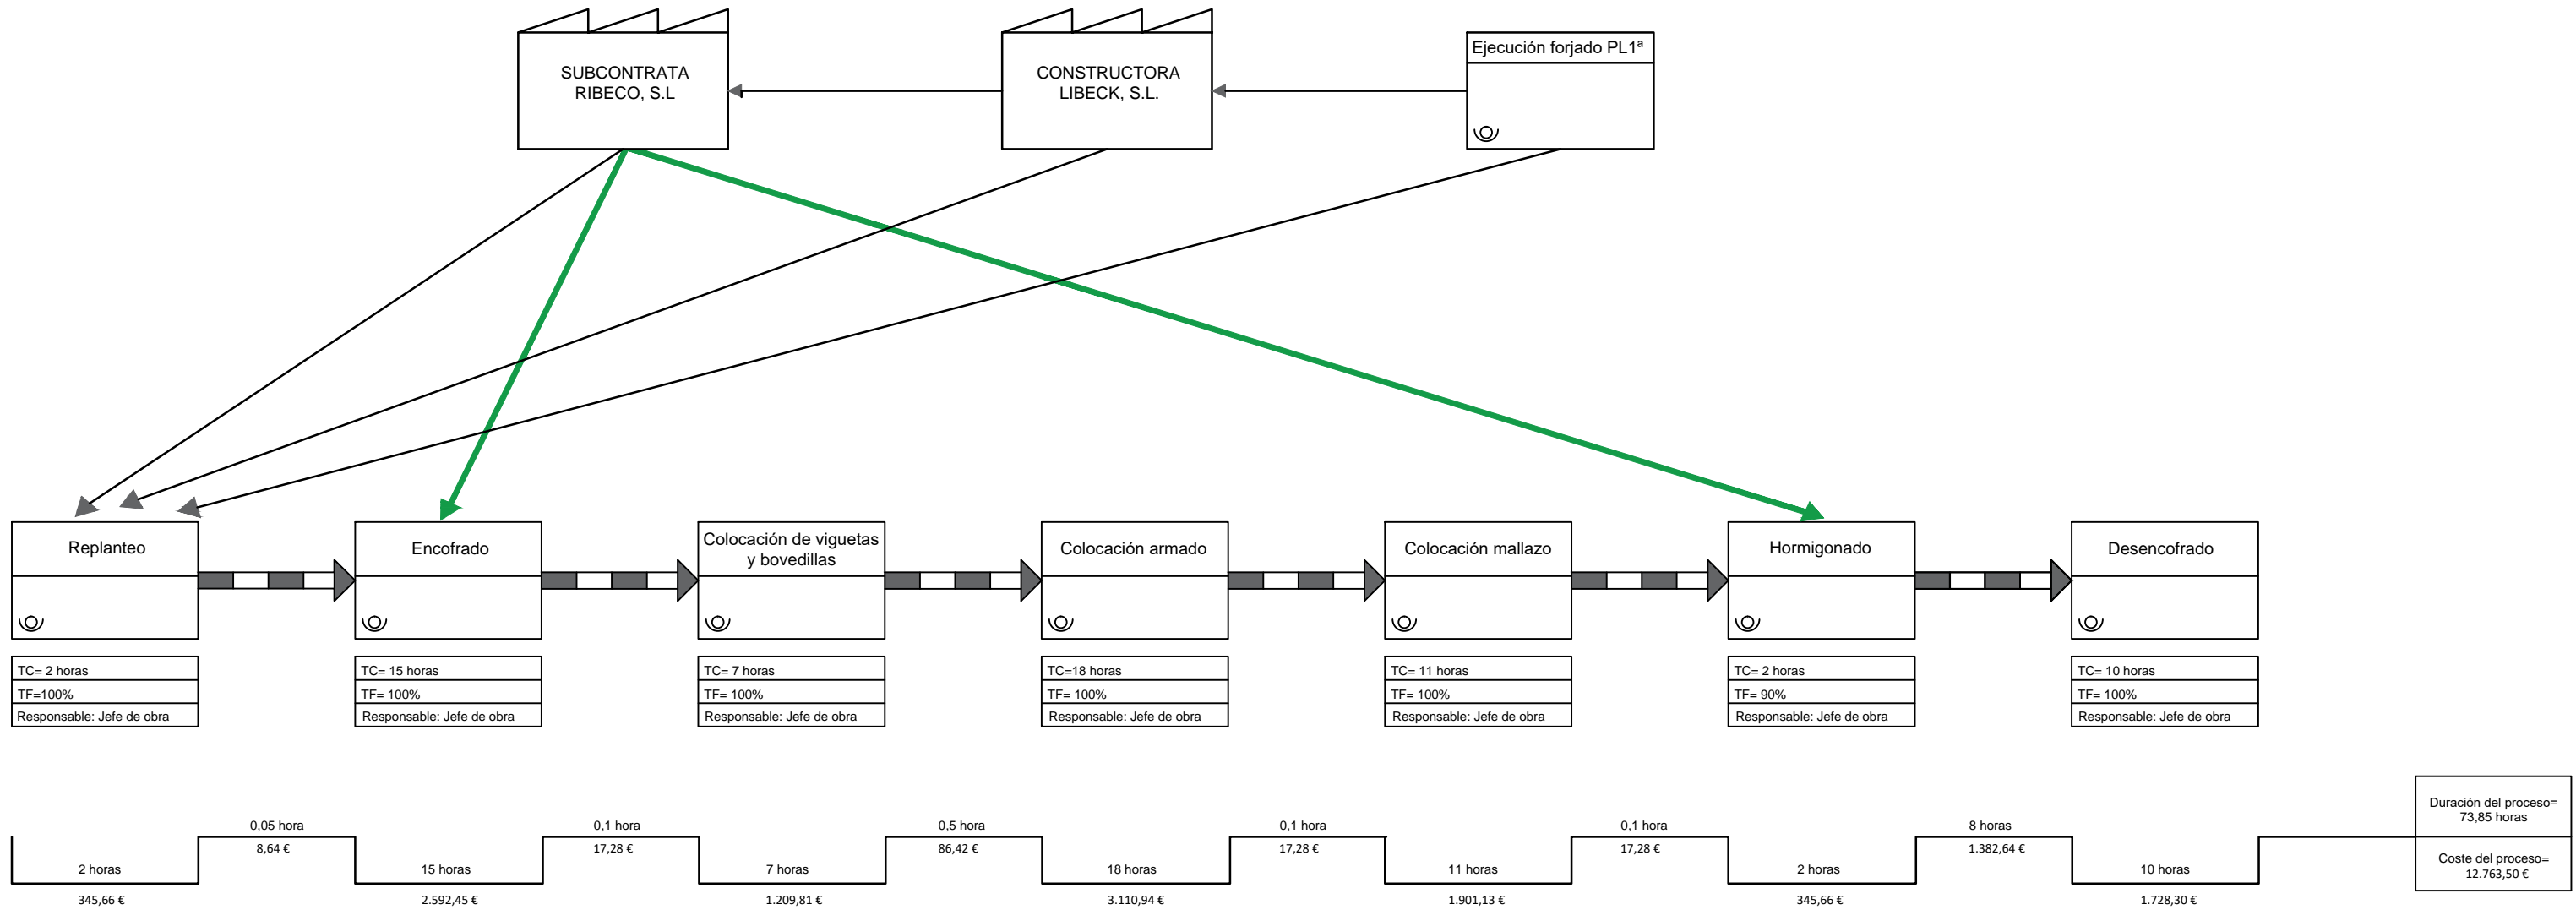 SUBCONTRATA
RIBECO, S.L
CONSTRUCTORA
LIBECK, S.L.
Ejecución forjado PL1ª
Replanteo
Encofrado
Colocación de viguetas
y bovedillas
Colocación armado
Colocación mallazo
Hormigonado
Desencofrado
TC= 2 horas
TF=100%
Responsable: Jefe de obra
TC= 15 horas
TF= 100%
Responsable: Jefe de obra
TC= 7 horas
TF= 100%
Responsable: Jefe de obra
TC=18 horas
TF= 100%
Responsable: Jefe de obra
TC= 11 horas
TF= 100%
Responsable: Jefe de obra
TC= 2 horas
TF= 90%
Responsable: Jefe de obra
TC= 10 horas
TF= 100%
Responsable: Jefe de obra
2 horas
345,66 €
0,05 hora
8,64 €
15 horas
2.592,45 €
0,1 hora
17,28 €
7 horas
1.209,81 €
0,5 hora
86,42 €
18 horas
3.110,94 €
0,1 hora
17,28 €
11 horas
1.901,13 €
0,1 hora
17,28 €
2 horas
345,66 €
8 horas
1.382,64 €
10 horas
1.728,30 €
Duración del proceso=
73,85 horas
Coste del proceso=
12.763,50 €